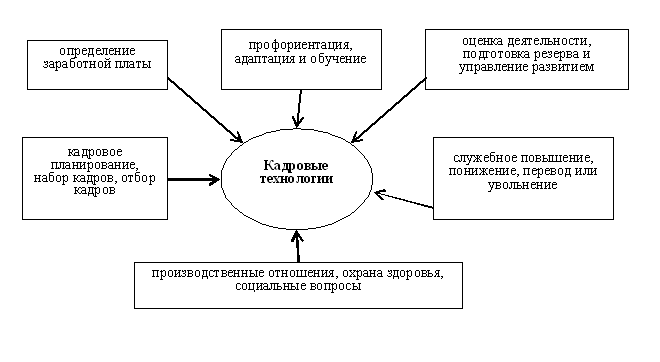 определение
заработной платы
профориентация,
адаптация и обучение
оценка деятельности,
подготовка резерва и
управление развитием
кадровое
планирование,
набор кадров, отбор
кадров
Кадровые
технологии
служебное повышение,
понижение, перевод или
увольнение
производственные отношения, охрана здоровья,
социальные вопросы